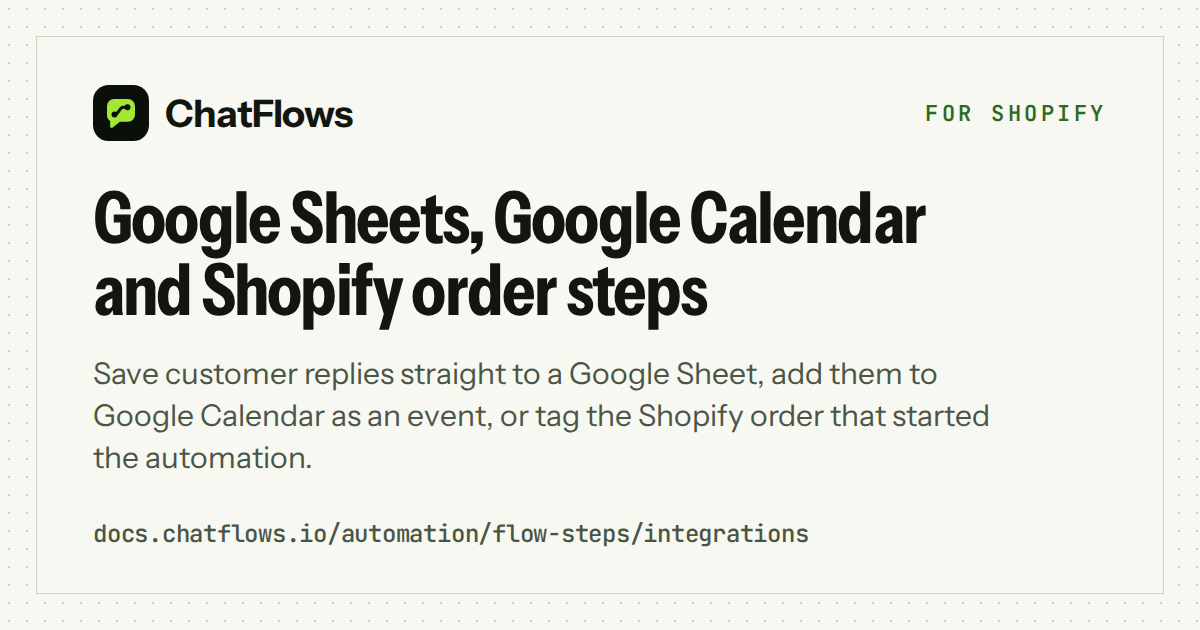 ChatFlows
FOR SHOPIFY
Google Sheets, Google Calendar
and Shopify order steps
Save customer replies straight to a Google Sheet, add them to
Google Calendar as an event, or tag the Shopify order that started
the automation.
docs.chatflows.io/automation/flow-steps/integrations